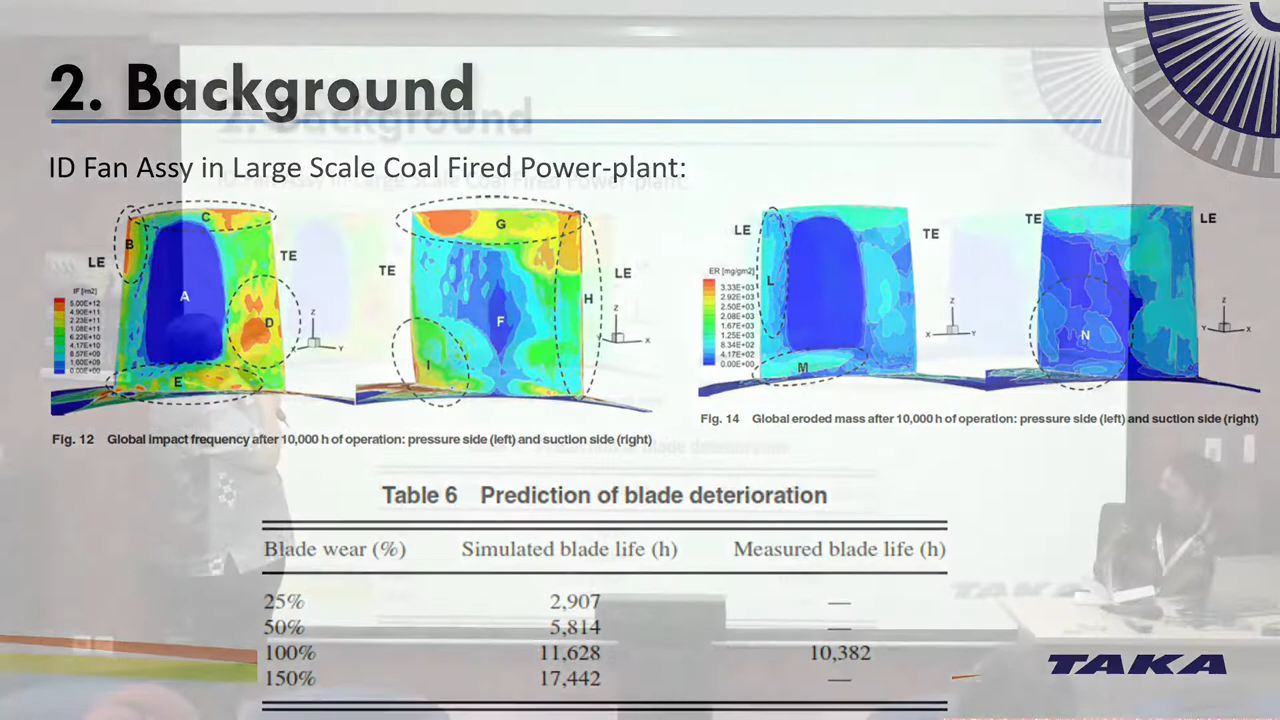 2. Background
ID Fan Assy in Large Scale Coal Fired Power-plant:
C
B
LE
TE
IF [/m2]
5.00E+12
4.90E+11
2.23E+11
1.08E+11
6.22E+10
4.17E+10
8.57E+09
1.60E+09
0.00E+00
A
D
E
Z
X
Y
G
TE
LE
H
F
I
Z
Y
X
LE
TE
ER [mg/gm2]
3.33E+03
2.92E+03
2.50E+03
2.08E+03
1.67E+03
1.25E+03
8.34E+02
4.17E+02
0.00E+00
L
M
Z
X
Y
TE
LE
N
Z
Y
X
Fig. 12 Global impact frequency after 10,000 h of operation: pressure side (left) and suction side (right)
Fig. 14 Global eroded mass after 10,000 h of operation: pressure side (left) and suction side (right)
Table 6 Prediction of blade deterioration
Blade wear (%) Simulated blade life (h) Measured blade life (h)
25% 2,907 —
50% 5,814 —
100% 11,628 10,382
150% 17,442 —
TAKA